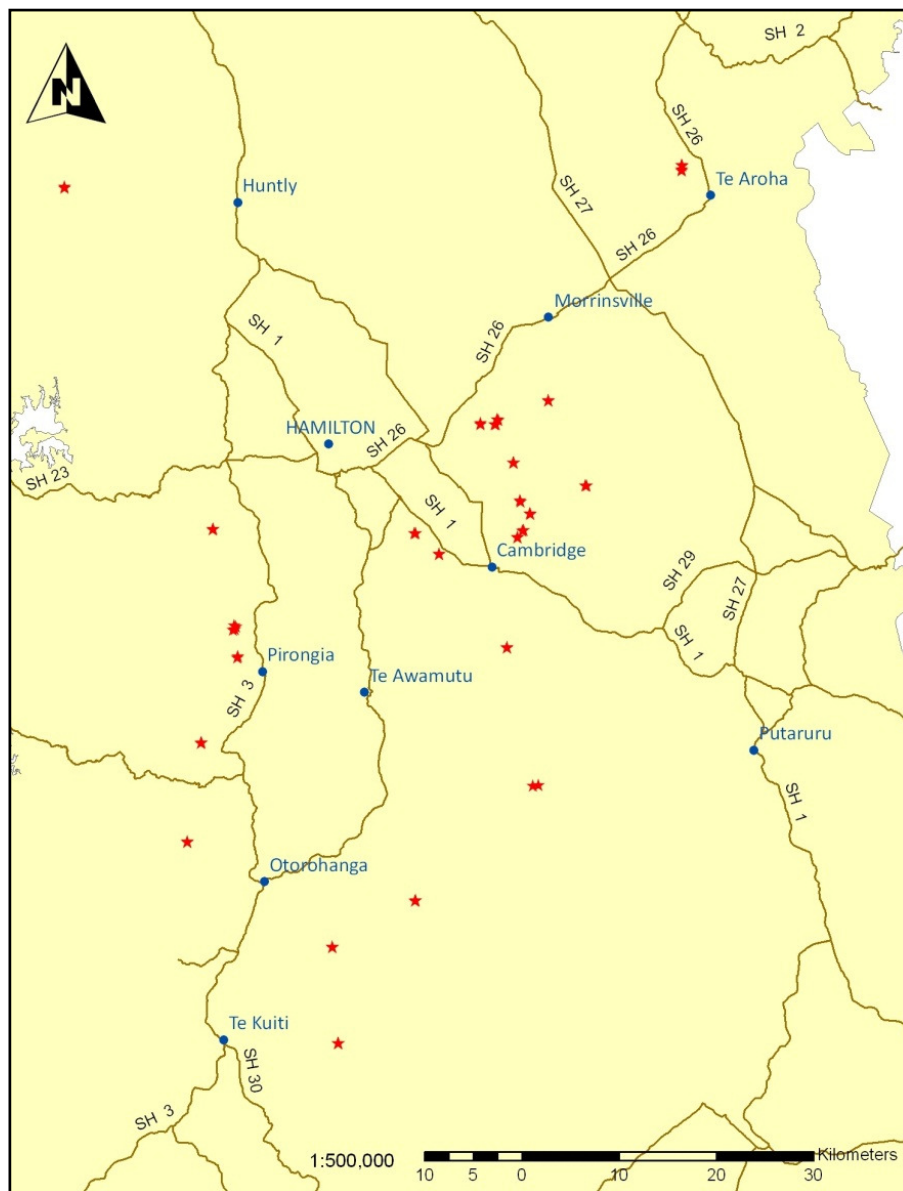 SH 2
N
SH 26
Te Aroha
Huntly
SH 27
SH 26
Morrinsville
SH 1
SH 26
HAMILTON
SH 26
SH 23
SH 1
Cambridge
SH 29
SH 27
SH 1
Pirongia
SH 3
Te Awamutu
Putaruru
SH 1
Otorohanga
Te Kuiti
SH 30
SH 3
1:500,000
Kilometers
10 5 0 10 20 30